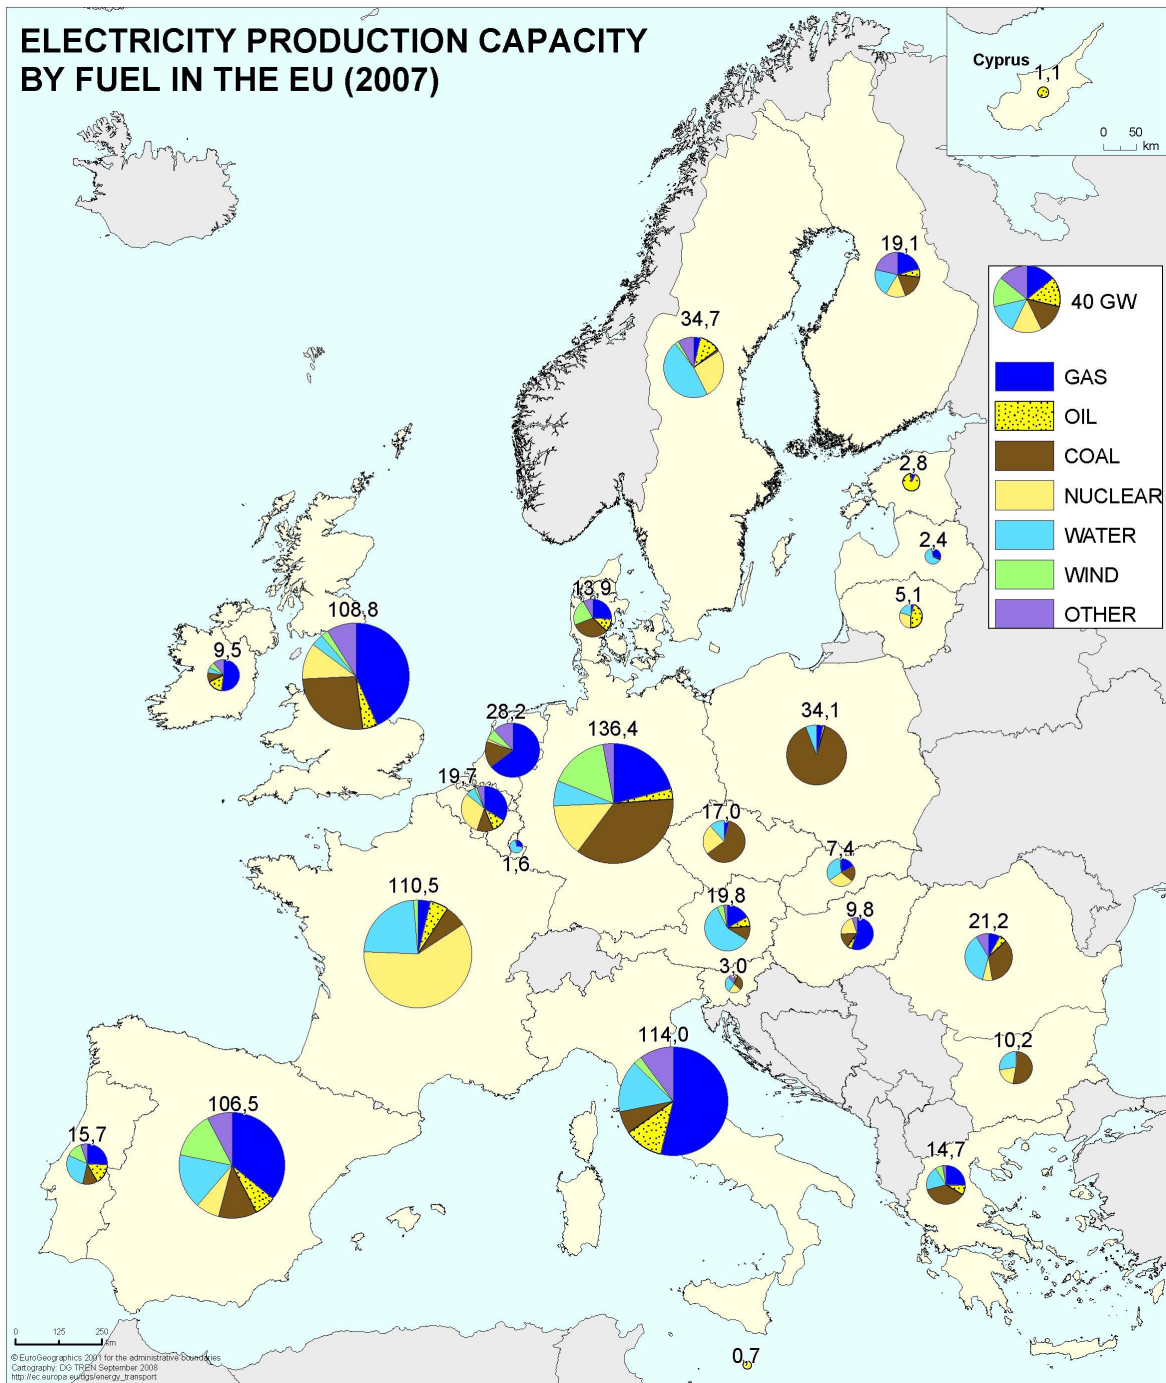 ELECTRICITY PRODUCTION CAPACITY
BY FUEL IN THE EU (2007)
Cyprus
1,1
0 50
km
19,1
40 GW
34,7
GAS
OIL
COAL
2,8
NUCLEAR
WATER
2,4
WIND
5,1
OTHER
13,9
108,8
9,5
28,2
136,4
34,1
19,7
17,0
7,4
1,6
110,5
19,8
9,8
21,2
3,0
114,0
10,2
106,5
15,7
14,7
0,7
0 125 250
km
© EuroGeographics 2001 for the administrative boundaries
Cartography: DG TREN September 2008
http://ec.europa.eu/dgs/energy_transport